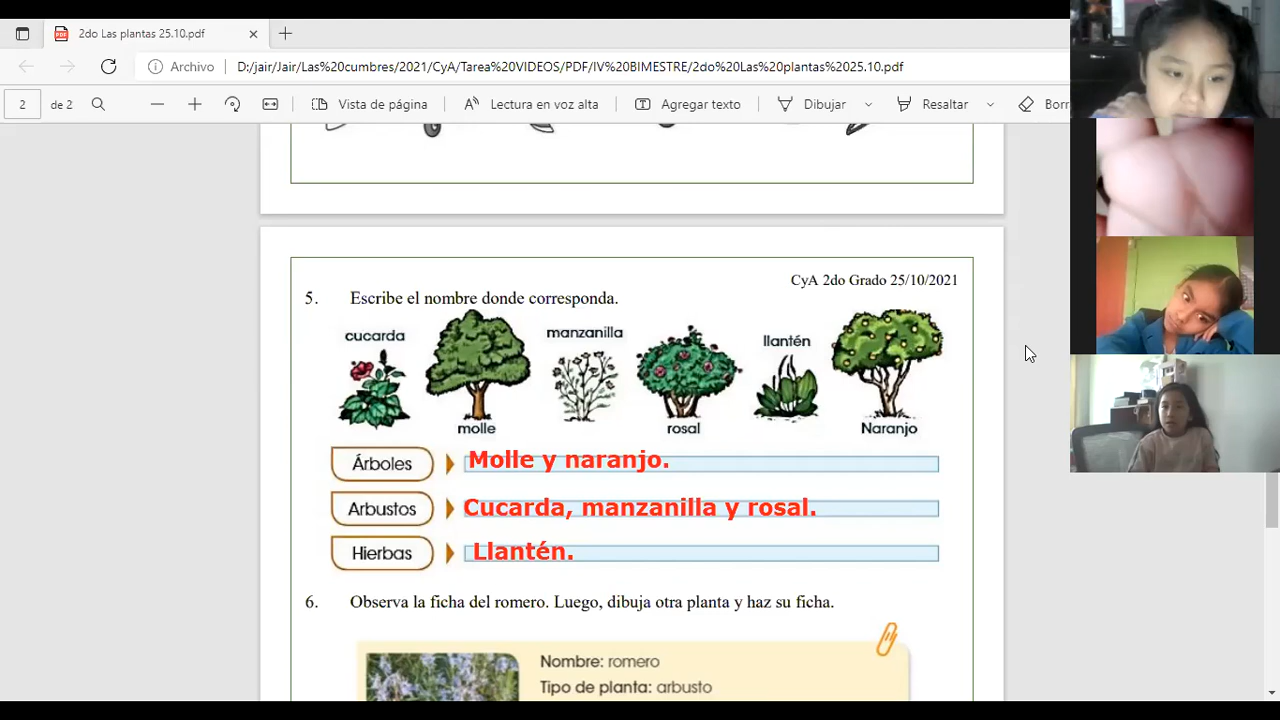 2do Las plantas 25.10.pdf
Archivo D:/jair/Jair/Las%20cumbres/2021/CyA/Tarea%20VIDEOS/PDF/IV%20BIMESTRE/2do%20Las%20plantas%2025.10.pdf
2 de 2 Vista de página Lectura en voz alta Agregar texto Dibujar Resaltar Borr
CyA 2do Grado 25/10/2021
5. Escribe el nombre donde corresponda.
cucarda manzanilla llantén
molle rosal Naranjo
Árboles Molle y naranjo.
Arbustos Cucarda, manzanilla y rosal.
Hierbas Llantén.
6. Observa la ficha del romero. Luego, dibuja otra planta y haz su ficha.
Nombre: romero
Tipo de planta: arbusto